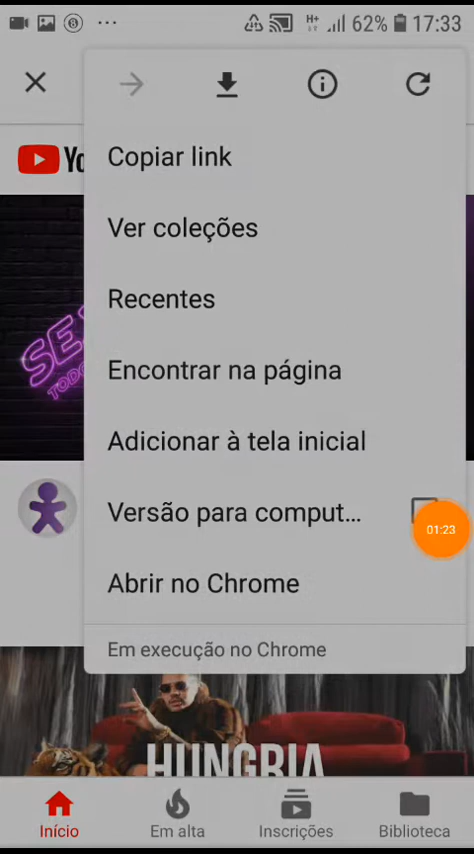 H+
62%
17:33
Copiar link
Ver coleções
Recentes
Encontrar na página
Adicionar à tela inicial
Versão para comput...
01:23
Abrir no Chrome
Em execução no Chrome
HUNGRIA
Início
Em alta
Inscrições
Biblioteca